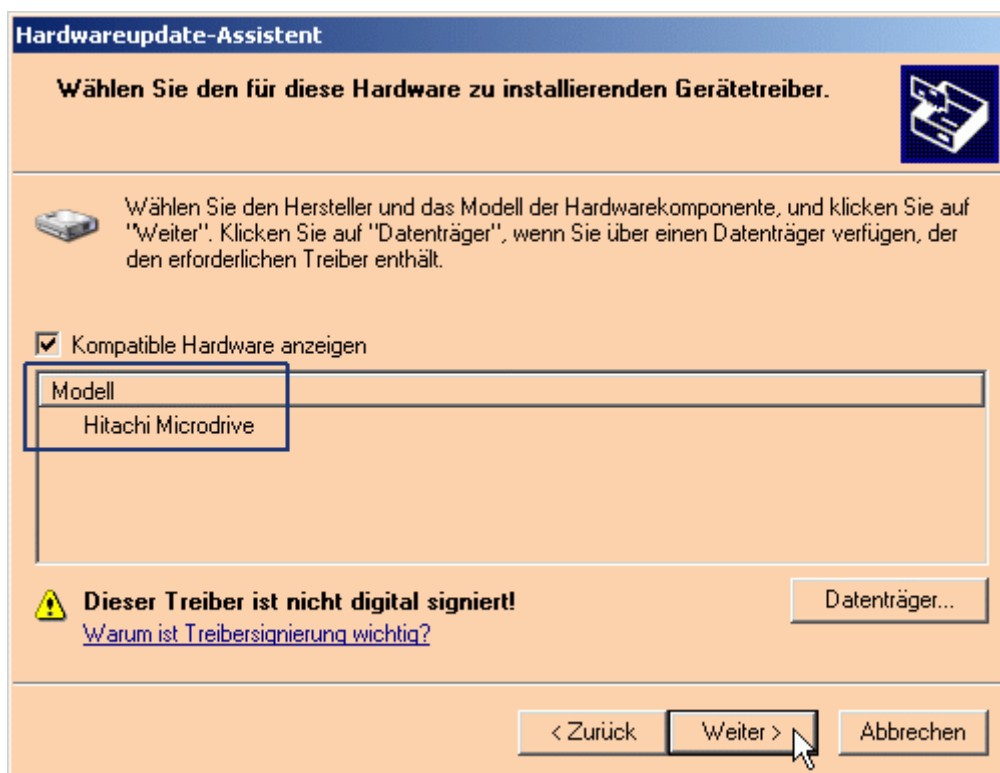 Hardwareupdate-Assistent
Wählen Sie den für diese Hardware zu installierenden Gerätetreiber.
Wählen Sie den Hersteller und das Modell der Hardwarekomponente, und klicken Sie auf
"Weiter". Klicken Sie auf "Datenträger", wenn Sie über einen Datenträger verfügen, der
den erforderlichen Treiber enthält.
Kompatible Hardware anzeigen
Modell
Hitachi Microdrive
Dieser Treiber ist nicht digital signiert!
Warum ist Treibersignierung wichtig?
Datenträger...
< Zurück Weiter > Abbrechen